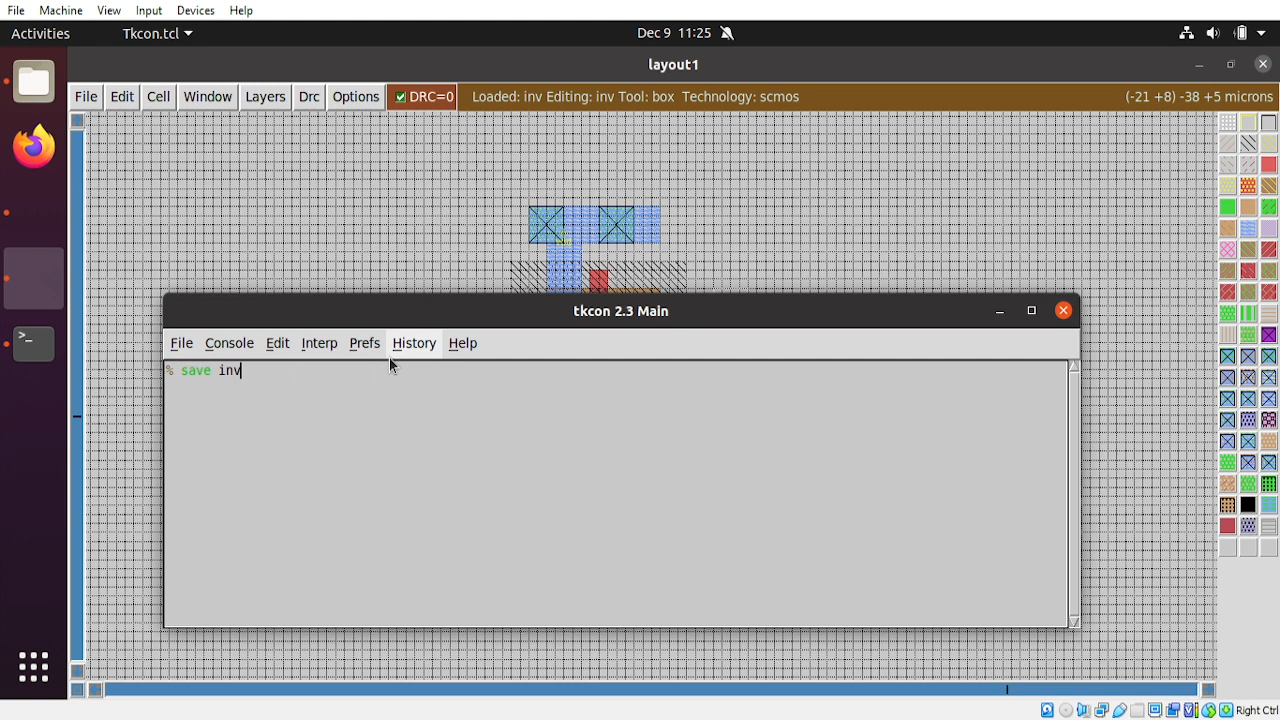 File Machine View Input Devices Help
Activities Tkcon.tcl Dec 9 11:25
layout1
File Edit Cell Window Layers Drc Options DRC=0 Loaded: inv Editing: inv Tool: box Technology: scmos (-21 +8) -38 +5 microns
tkcon 2.3 Main
File Console Edit Interp Prefs History Help
% save inv
Right Ctrl